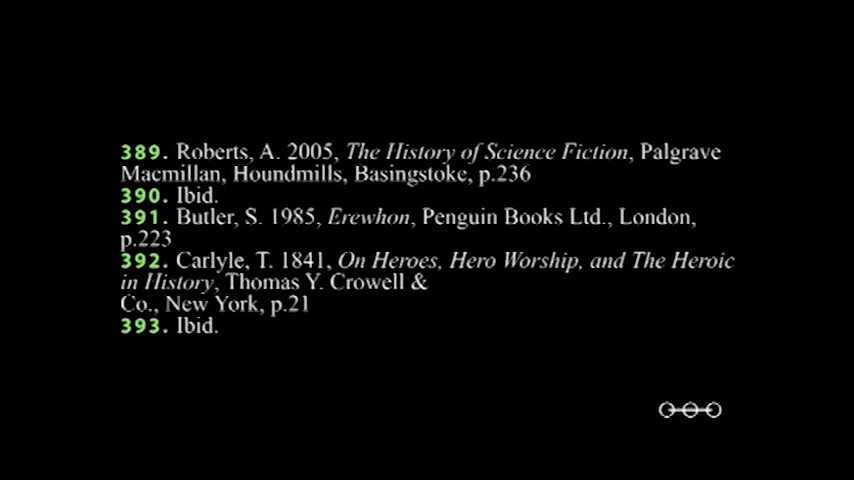 389. Roberts, A. 2005, The History of Science Fiction, Palgrave
Macmillan, Houndmills, Basingstoke, p.236
390. Ibid.
391. Butler, S. 1985, Erewhon, Penguin Books Ltd., London,
p.223
392. Carlyle, T. 1841, On Heroes, Hero Worship, and The Heroic
in History, Thomas Y. Crowell &
Co., New York, p.21
393. Ibid.